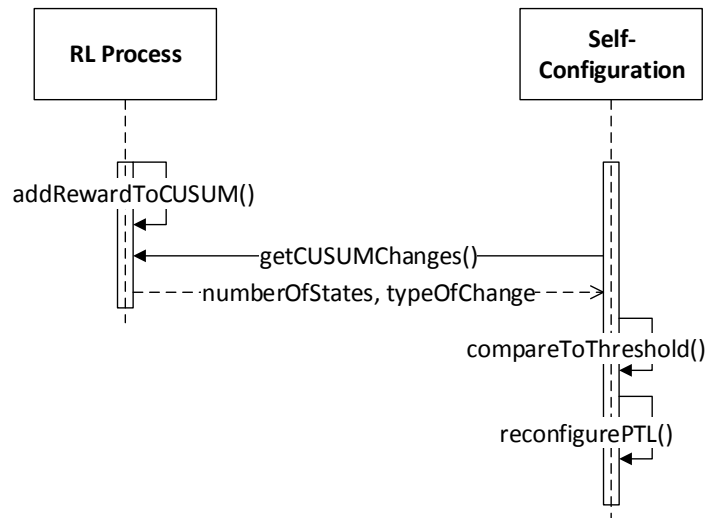 RL Process
Self-
Configuration
addRewardToCUSUM()
getCUSUMChanges()
numberOfStates, typeOfChange
compareToThreshold()
reconfigurePTL()